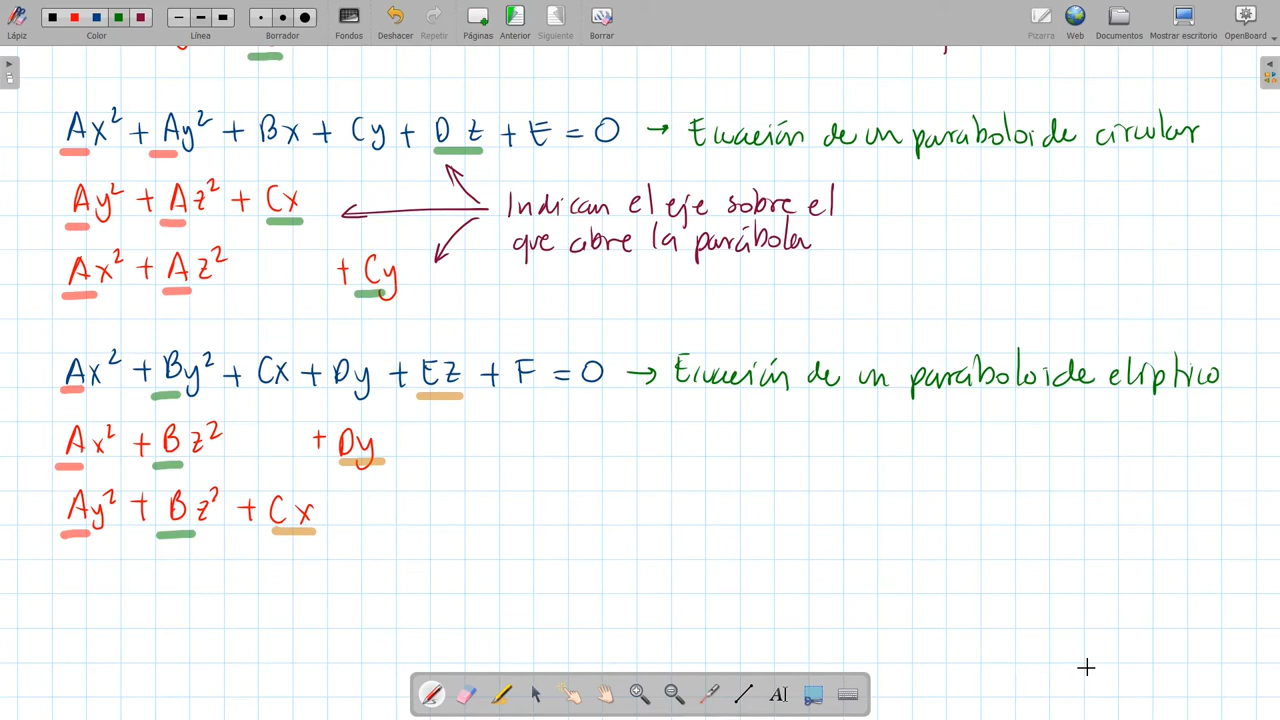 Lápiz Color Línea Borrador Fondos Deshacer Repetir Páginas Anterior Siguiente Borrar Pizarra Web Documentos Mostrar escritorio OpenBoard
Ax² + Ay² + Bx + Cy + Dz + E = 0 → Ecuación de un paraboloide circular
Ay² + Az² + Cx
Indican el eje sobre el
que abre la parábola
Ax² + Az² + Cy
Ax² + By² + Cx + Dy + Ez + F = 0 → Ecuación de un paraboloide elíptico
Ax² + Bz² + Dy
Ay² + Bz² + Cx